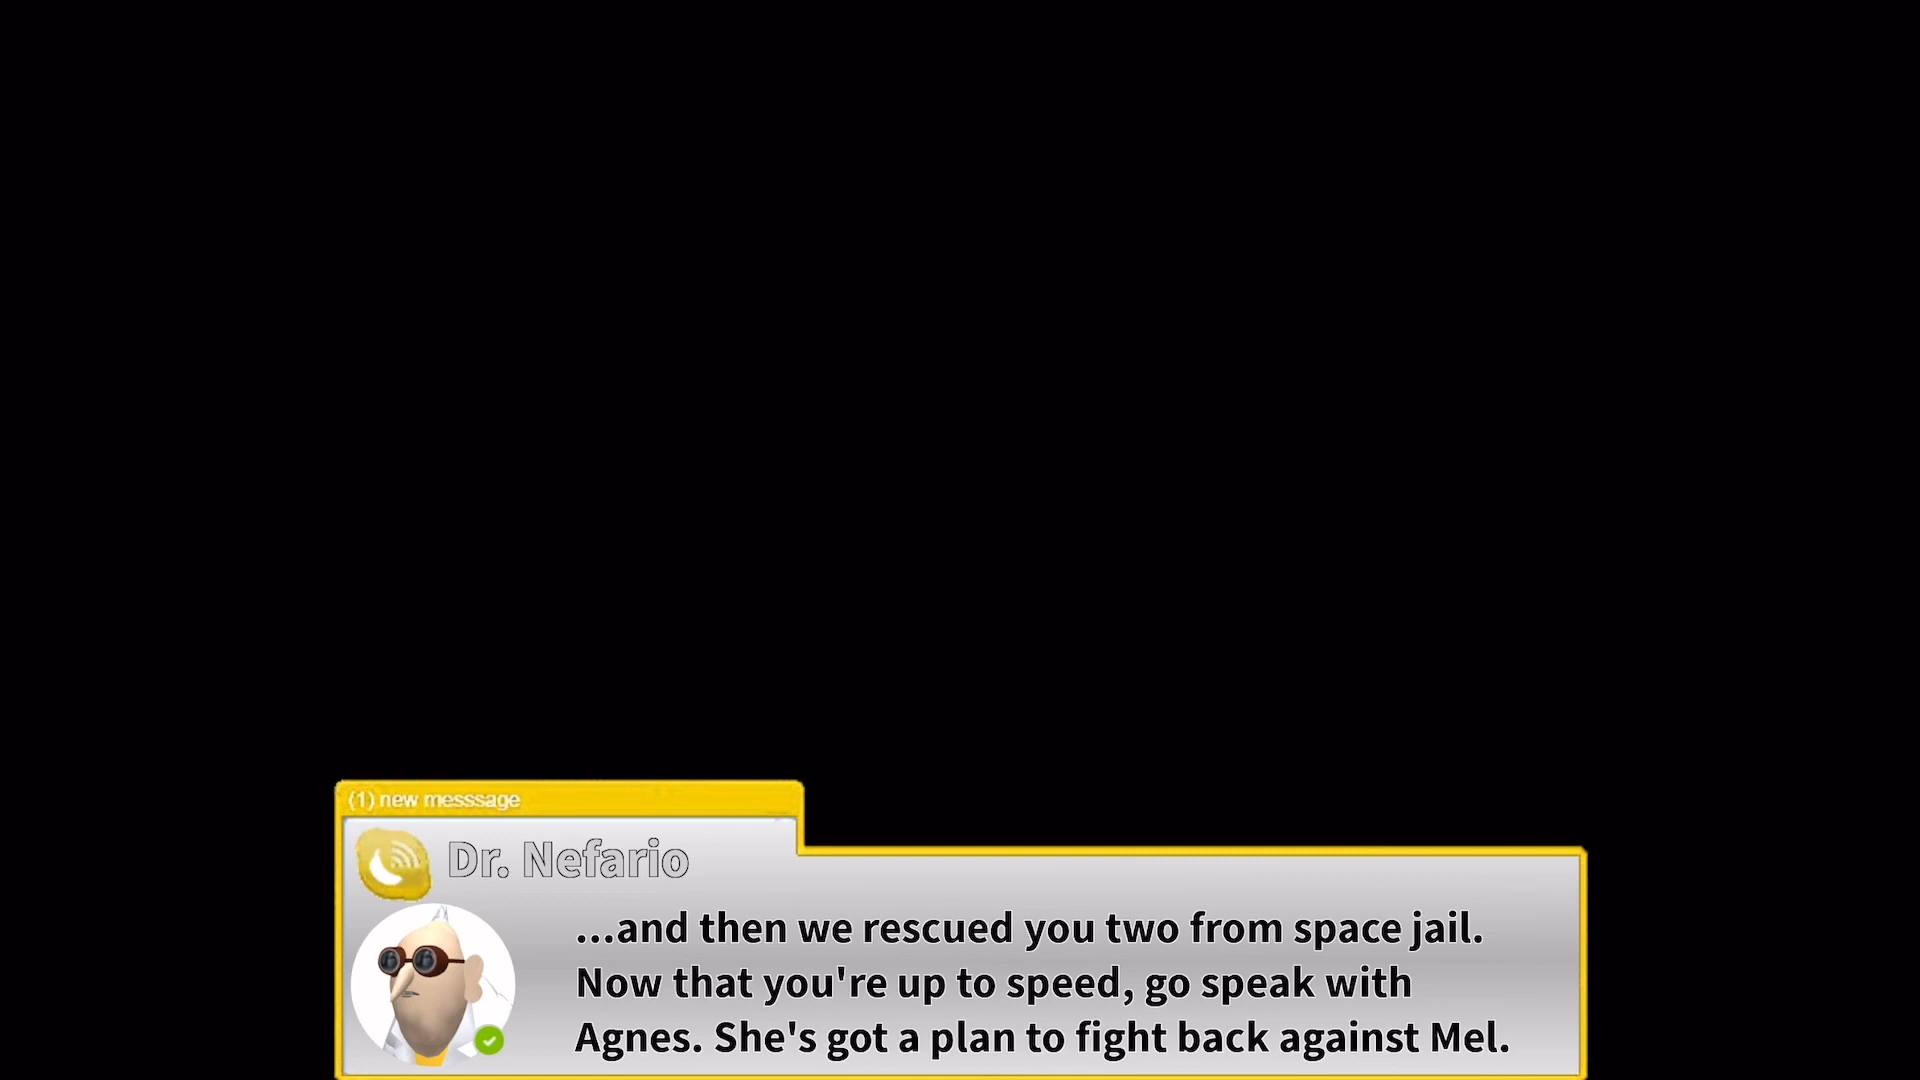 (1) new messsage
Dr. Nefario
...and then we rescued you two from space jail.
Now that you're up to speed, go speak with
Agnes. She's got a plan to fight back against Mel.